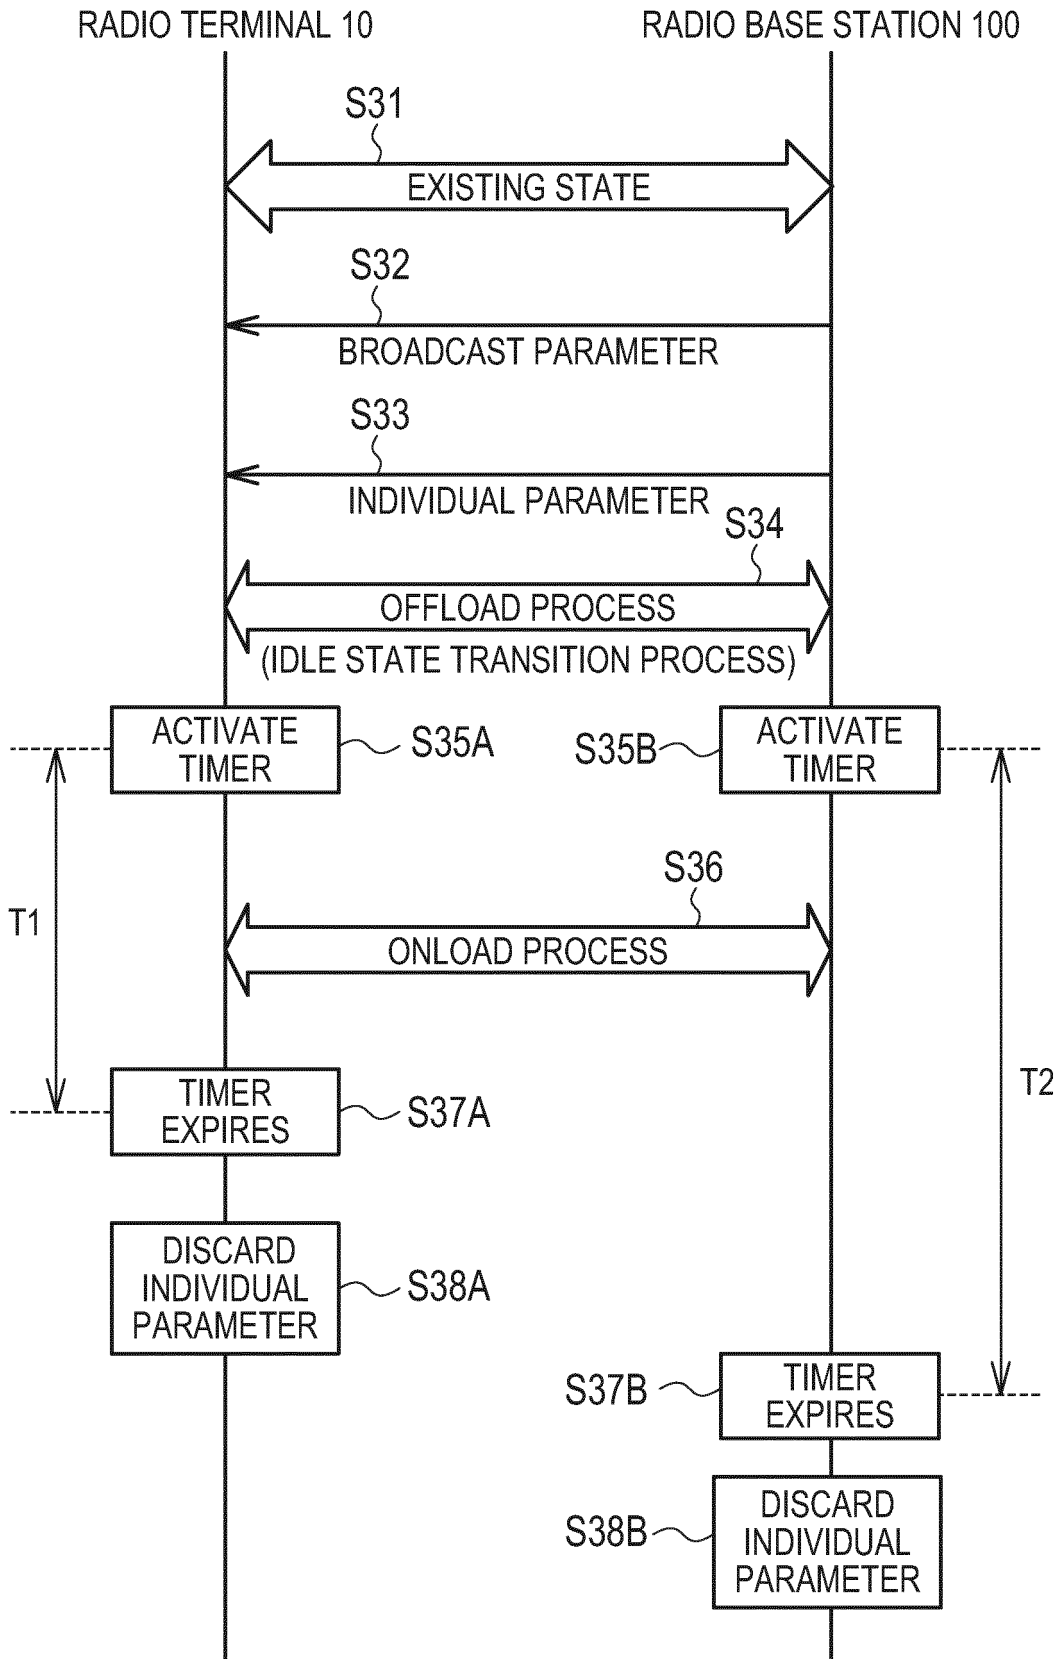 RADIO TERMINAL 10
RADIO BASE STATION 100
S31
EXISTING STATE
S32
BROADCAST PARAMETER
S33
INDIVIDUAL PARAMETER
S34
OFFLOAD PROCESS
(IDLE STATE TRANSITION PROCESS)
ACTIVATE
TIMER
S35A
S35B
ACTIVATE
TIMER
S36
T1
ONLOAD PROCESS
TIMER
EXPIRES
S37A
T2
DISCARD
INDIVIDUAL
PARAMETER
S38A
S37B
TIMER
EXPIRES
S38B
DISCARD
INDIVIDUAL
PARAMETER